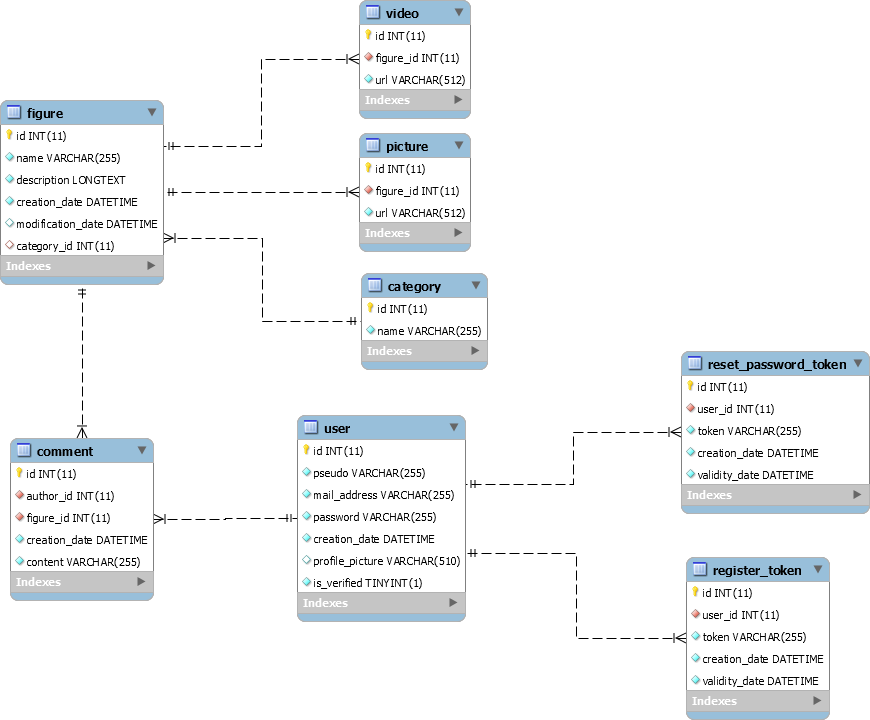 video
id INT(11)
figure_id INT(11)
url VARCHAR(512)
Indexes
figure
id INT(11)
name VARCHAR(255)
description LONGTEXT
creation_date DATETIME
modification_date DATETIME
category_id INT(11)
Indexes
picture
id INT(11)
figure_id INT(11)
url VARCHAR(512)
Indexes
category
id INT(11)
name VARCHAR(255)
Indexes
comment
id INT(11)
author_id INT(11)
figure_id INT(11)
creation_date DATETIME
content VARCHAR(255)
Indexes
user
id INT(11)
pseudo VARCHAR(255)
mail_address VARCHAR(255)
password VARCHAR(255)
creation_date DATETIME
profile_picture VARCHAR(510)
is_verified TINYINT(1)
Indexes
reset_password_token
id INT(11)
user_id INT(11)
token VARCHAR(255)
creation_date DATETIME
validity_date DATETIME
Indexes
register_token
id INT(11)
user_id INT(11)
token VARCHAR(255)
creation_date DATETIME
validity_date DATETIME
Indexes